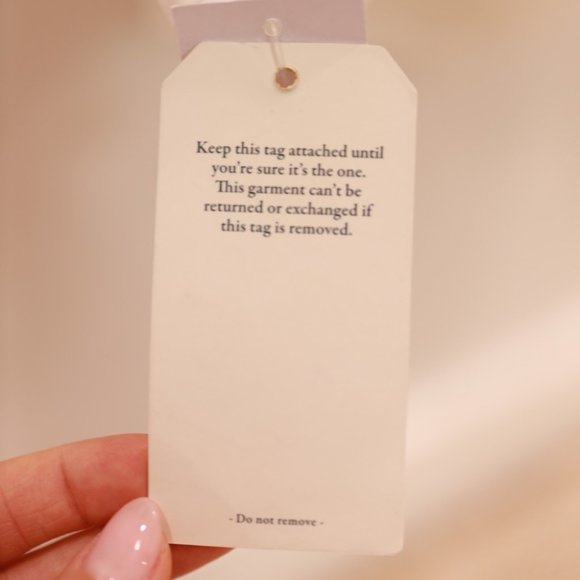 Keep this tag attached until
you're sure it's the one.
This garment can't be
returned or exchanged if
this tag is removed.
- Do not remove -